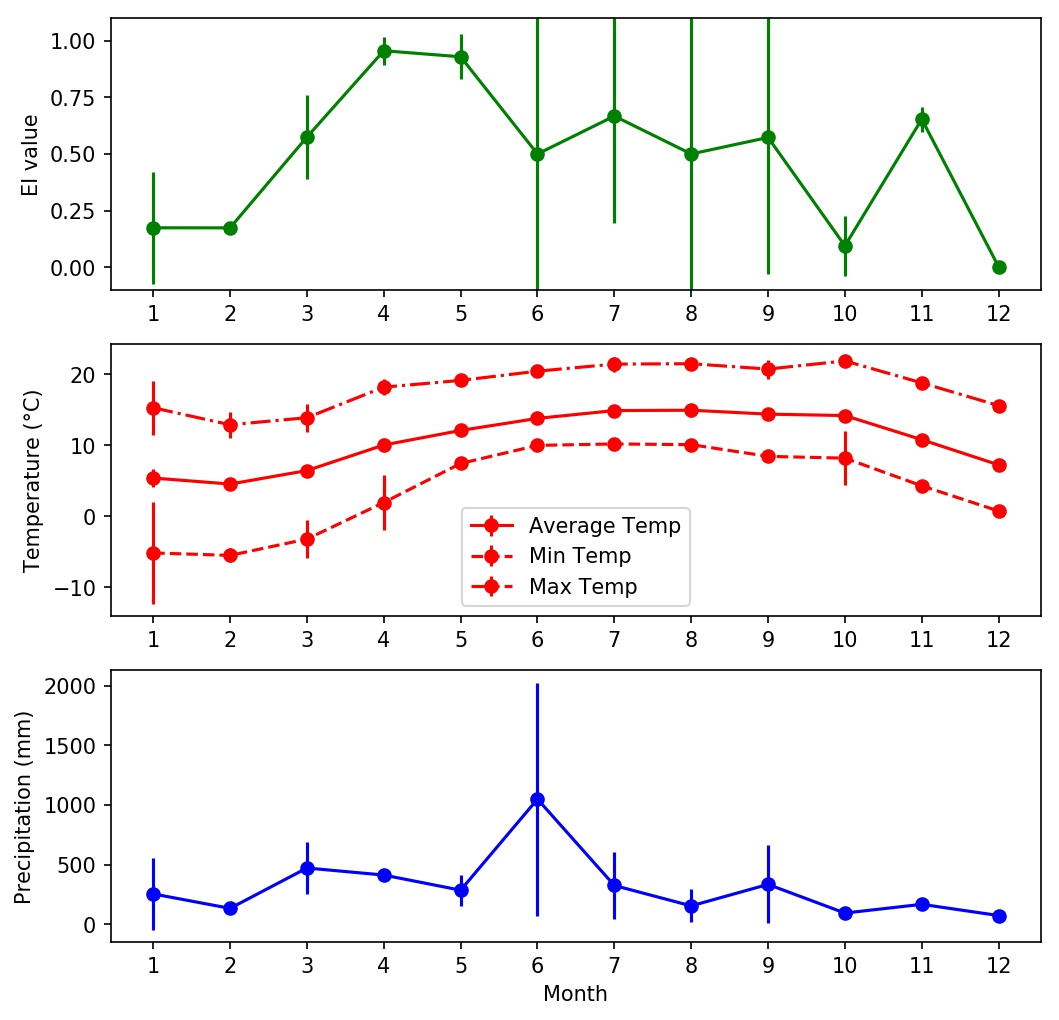 EI value
1.00
0.75
0.50
0.25
0.00
1 2 3 4 5 6 7 8 9 10 11 12
Temperature (°C)
20
10
0
−10
Average Temp
Min Temp
Max Temp
1 2 3 4 5 6 7 8 9 10 11 12
Precipitation (mm)
2000
1500
1000
500
0
1 2 3 4 5 6 7 8 9 10 11 12
Month